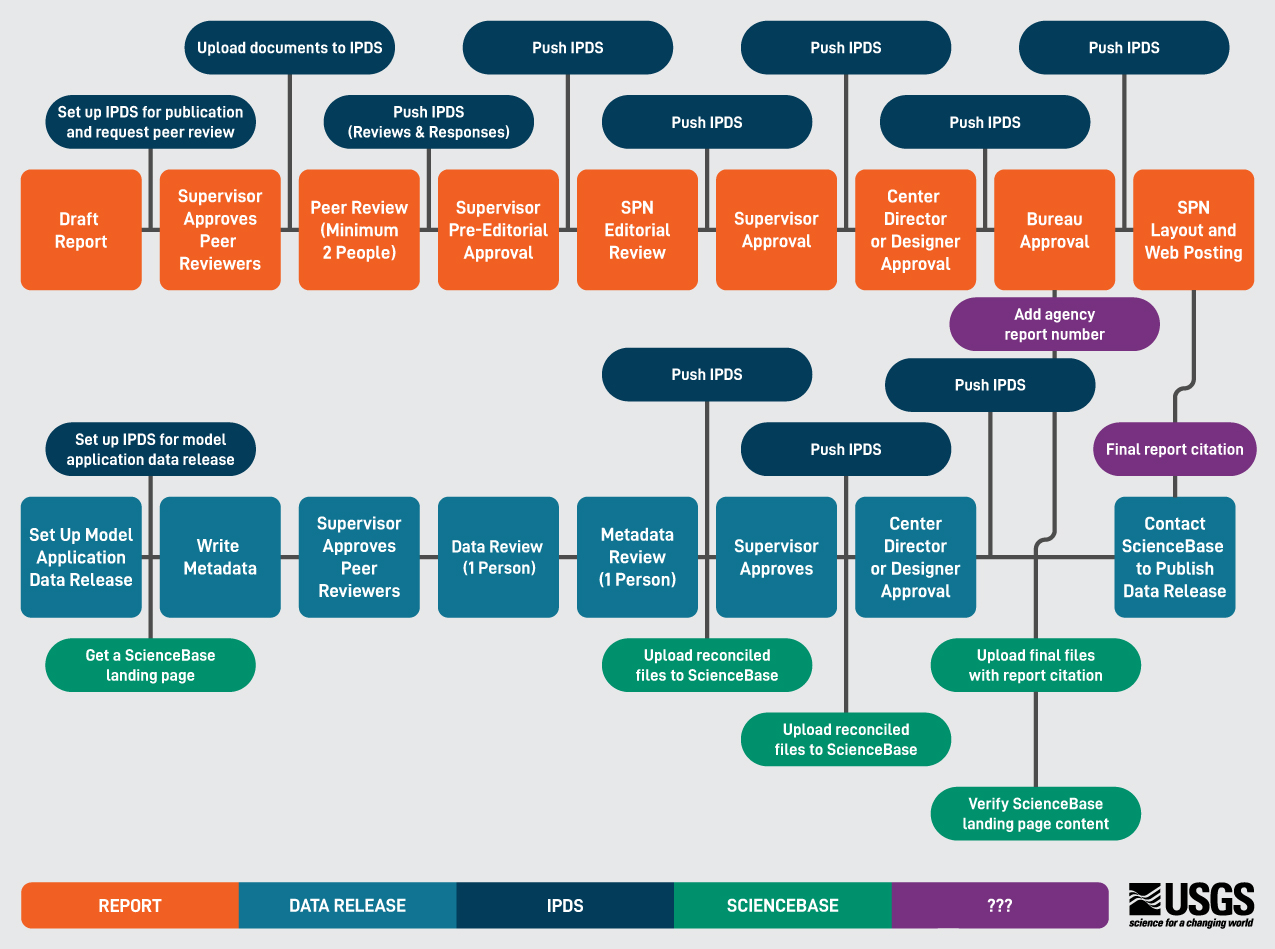 Upload documents to IPDS
Push IPDS
Push IPDS
Push IPDS
Set up IPDS for publication
and request peer review
Push IPDS
(Reviews & Responses)
Push IPDS
Push IPDS
Draft
Report
Supervisor
Approves
Peer
Reviewers
Peer Review
(Minimum
2 People)
Supervisor
Pre-Editorial
Approval
SPN
Editorial
Review
Supervisor
Approval
Center
Director
or Designer
Approval
Bureau
Approval
SPN
Layout and
Web Posting
Add agency
report number
Push IPDS
Push IPDS
Set up IPDS for model
application data release
Push IPDS
Final report citation
Set Up Model
Application
Data Release
Write
Metadata
Supervisor
Approves
Peer
Reviewers
Data Review
(1 Person)
Metadata
Review
(1 Person)
Supervisor
Approves
Center
Director
or Designer
Approval
Contact
ScienceBase
to Publish
Data Release
Get a ScienceBase
landing page
Upload reconciled
files to ScienceBase
Upload final files
with report citation
Upload reconciled
files to ScienceBase
Verify ScienceBase
landing page content
REPORT
DATA RELEASE
IPDS
SCIENCEBASE
???
USGS
science for a changing world